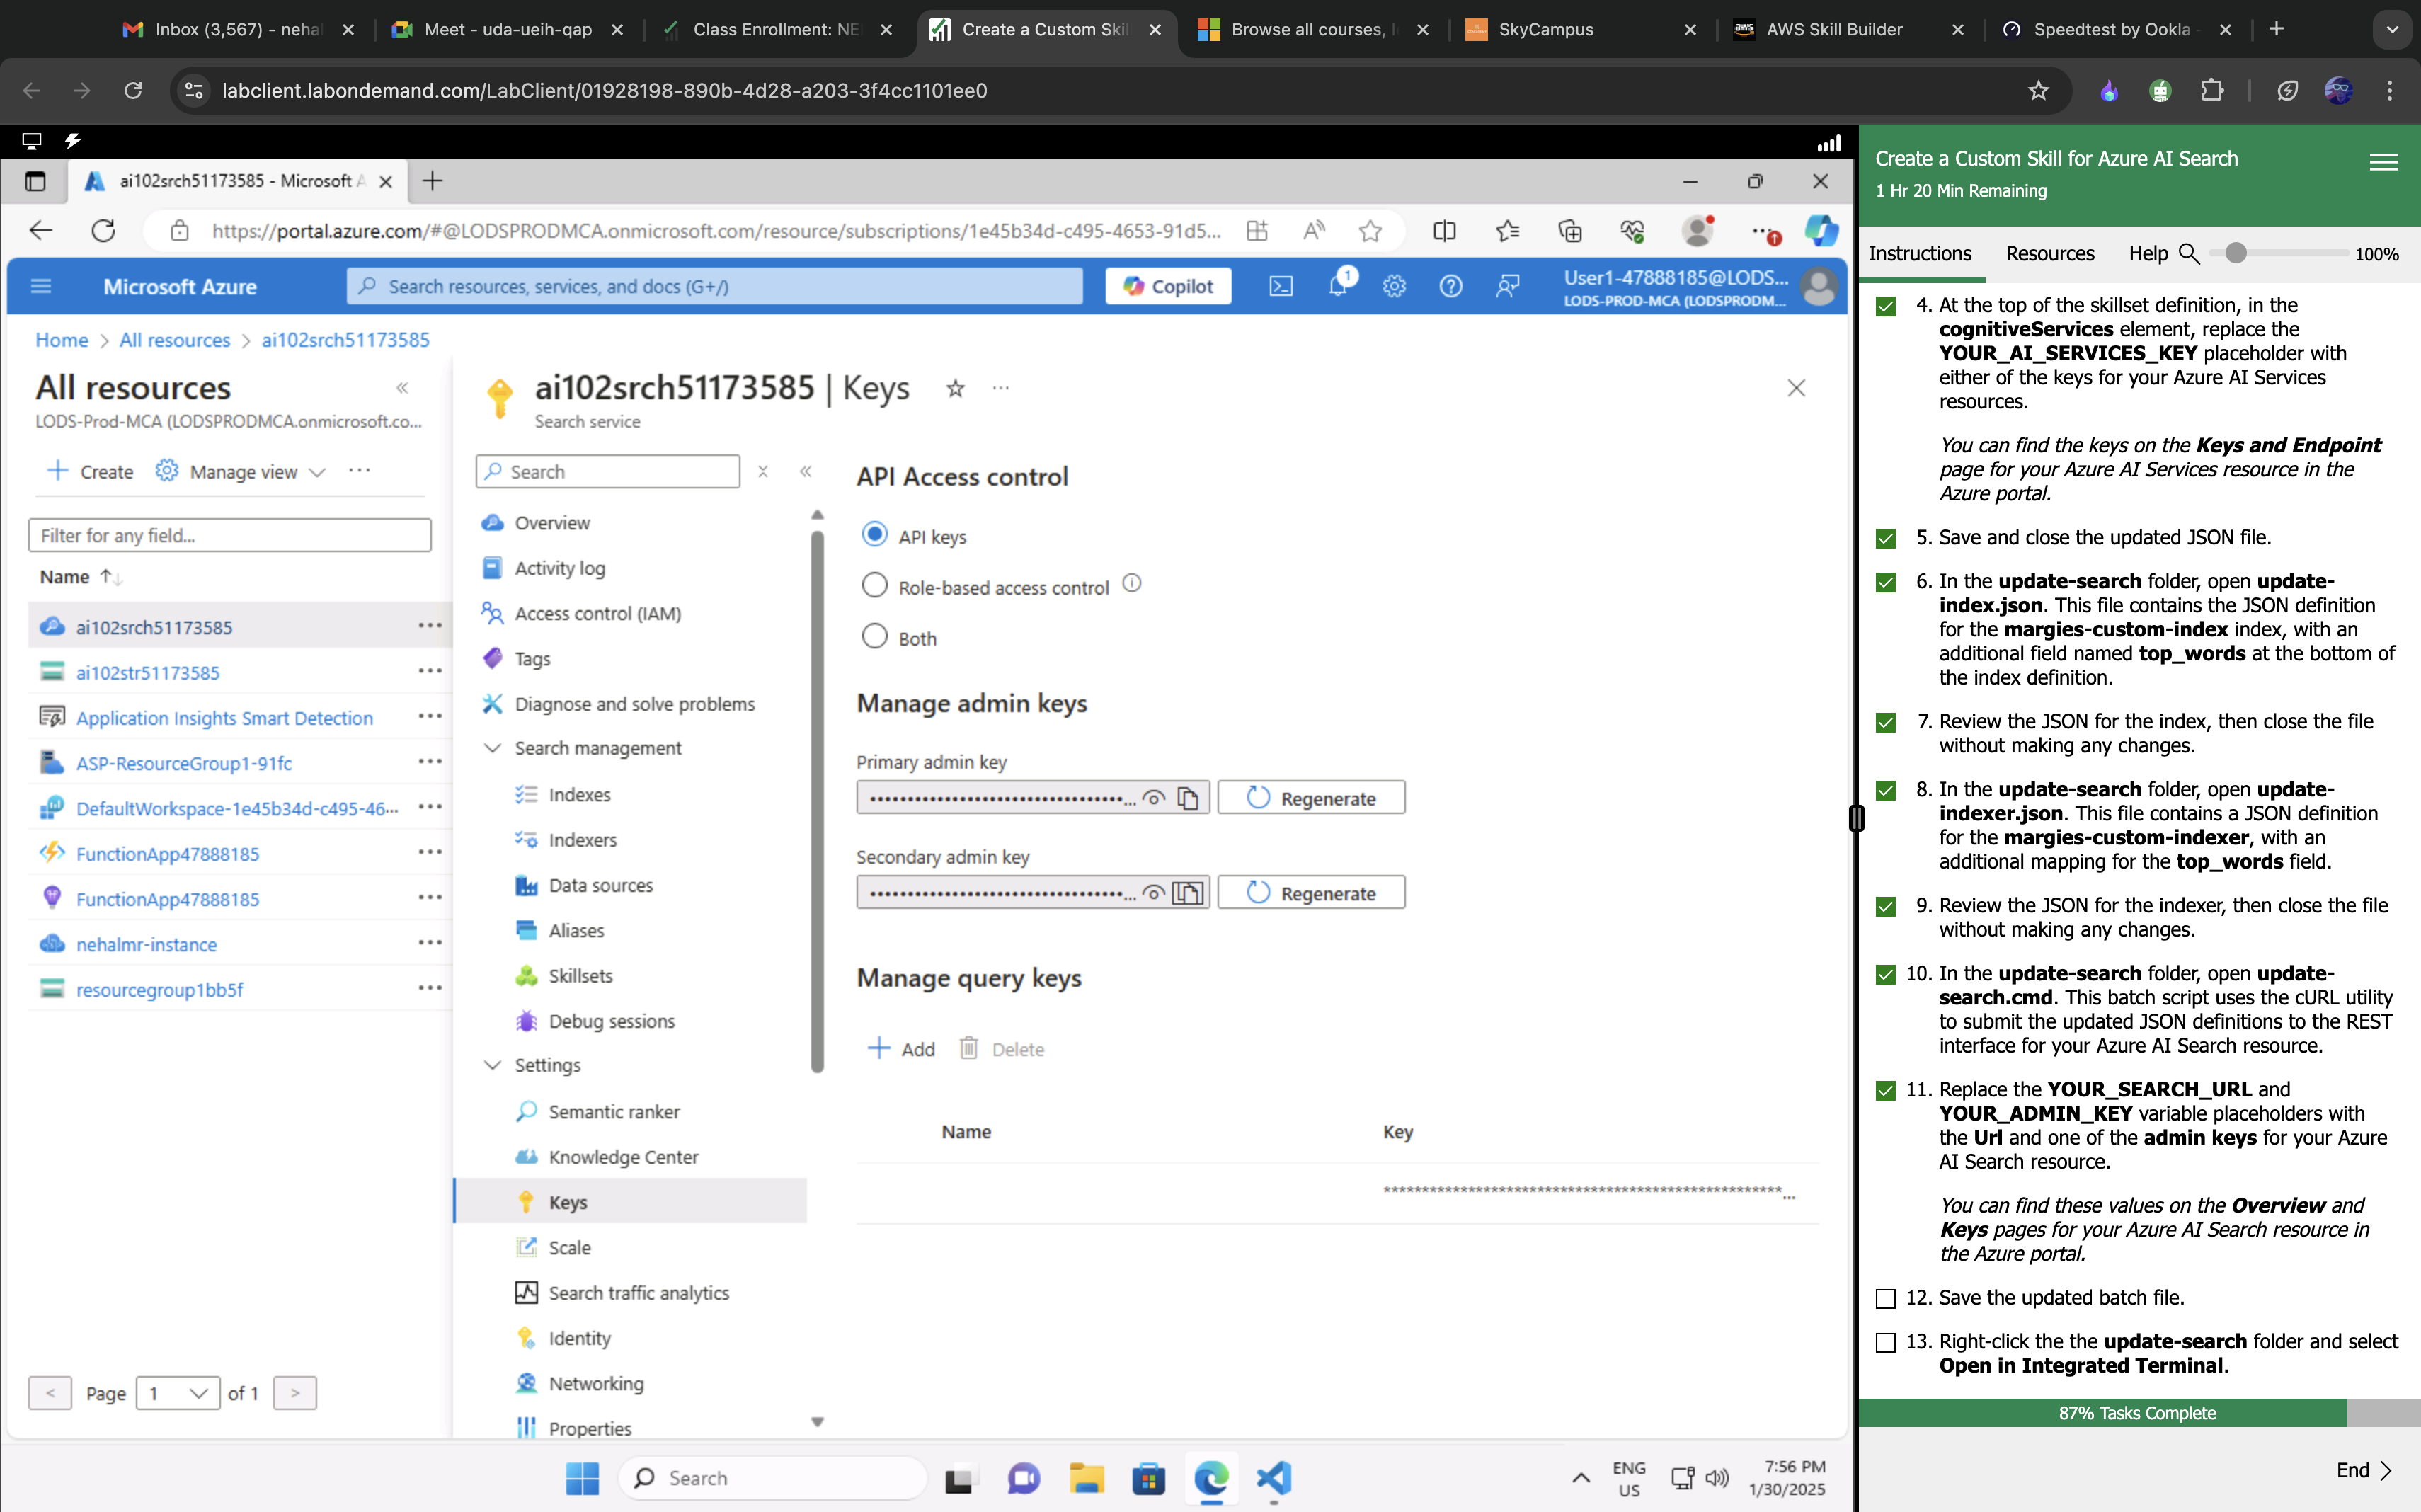 Inbox (3,567) - neha
Meet - uda-ueih-qap
Class Enrollment: NE
Create a Custom Skil
Browse all courses, l
SkyCampus
aws
AWS Skill Builder
Speedtest by Ookla -
labclient.labondemand.com/LabClient/01928198-890b-4d28-a203-3f4cc1101ee0
ai102srch51173585 - Microsoft A
https://portal.azure.com/#@LODSPRODMCA.onmicrosoft.com/resource/subscriptions/1e45b34d-c495-4653-91d5...
Microsoft Azure
Search resources, services, and docs (G+/)
Copilot
1
User1-47888185@LODS...
LODS-PROD-MCA (LODSPRODM...
Home > All resources > ai102srch51173585
All resources
LODS-Prod-MCA (LODSPRODMCA.onmicrosoft.co...
Create
Manage view
Filter for any field...
Name
ai102srch51173585
ai102str51173585
Application Insights Smart Detection
ASP-ResourceGroup1-91fc
DefaultWorkspace-1e45b34d-c495-46...
FunctionApp47888185
FunctionApp47888185
nehalmr-instance
resourcegroup1bb5f
< Page 1 of 1 >
ai102srch51173585 | Keys
Search service
Search
Overview
Activity log
Access control (IAM)
Tags
Diagnose and solve problems
Search management
Indexes
Indexers
Data sources
Aliases
Skillsets
Debug sessions
Settings
Semantic ranker
Knowledge Center
Keys
Scale
Search traffic analytics
Identity
Networking
Properties
API Access control
API keys
Role-based access control
Both
Manage admin keys
Primary admin key
Regenerate
Secondary admin key
Regenerate
Manage query keys
Add
Delete
Name
Key
****************************************************...
Search
ENG
US
7:56 PM
1/30/2025
Create a Custom Skill for Azure AI Search
1 Hr 20 Min Remaining
Instructions
Resources
Help
100%
4. At the top of the skillset definition, in the
cognitiveServices element, replace the
YOUR_AI_SERVICES_KEY placeholder with
either of the keys for your Azure AI Services
resources.
You can find the keys on the Keys and Endpoint
page for your Azure AI Services resource in the
Azure portal.
5. Save and close the updated JSON file.
6. In the update-search folder, open update-
index.json. This file contains the JSON definition
for the margies-custom-index index, with an
additional field named top_words at the bottom of
the index definition.
7. Review the JSON for the index, then close the file
without making any changes.
8. In the update-search folder, open update-
indexer.json. This file contains a JSON definition
for the margies-custom-indexer, with an
additional mapping for the top_words field.
9. Review the JSON for the indexer, then close the file
without making any changes.
10. In the update-search folder, open update-
search.cmd. This batch script uses the cURL utility
to submit the updated JSON definitions to the REST
interface for your Azure AI Search resource.
11. Replace the YOUR_SEARCH_URL and
YOUR_ADMIN_KEY variable placeholders with
the Url and one of the admin keys for your Azure
AI Search resource.
You can find these values on the Overview and
Keys pages for your Azure AI Search resource in
the Azure portal.
12. Save the updated batch file.
13. Right-click the the update-search folder and select
Open in Integrated Terminal.
87% Tasks Complete
End >